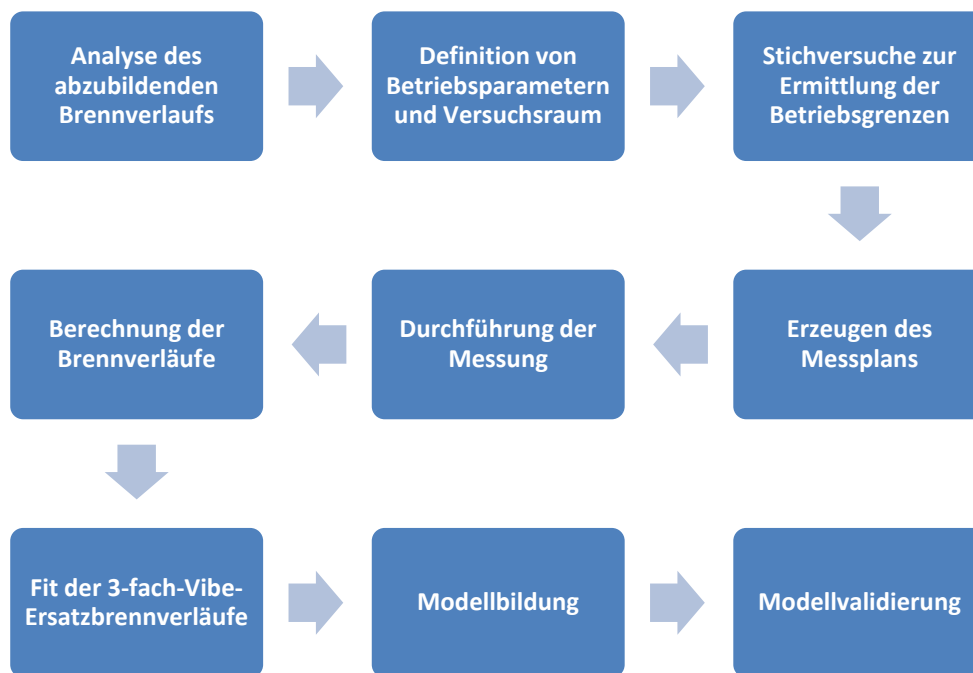 Analyse des
abzubildenden
Brennverlaufs
Definition von
Betriebsparametern
und Versuchsraum
Stichversuche zur
Ermittlung der
Betriebsgrenzen
Erzeugen des
Messplans
Durchführung der
Messung
Berechnung der
Brennverläufe
Fit der 3-fach-Vibe-
Ersatzbrennverläufe
Modellbildung
Modellvalidierung